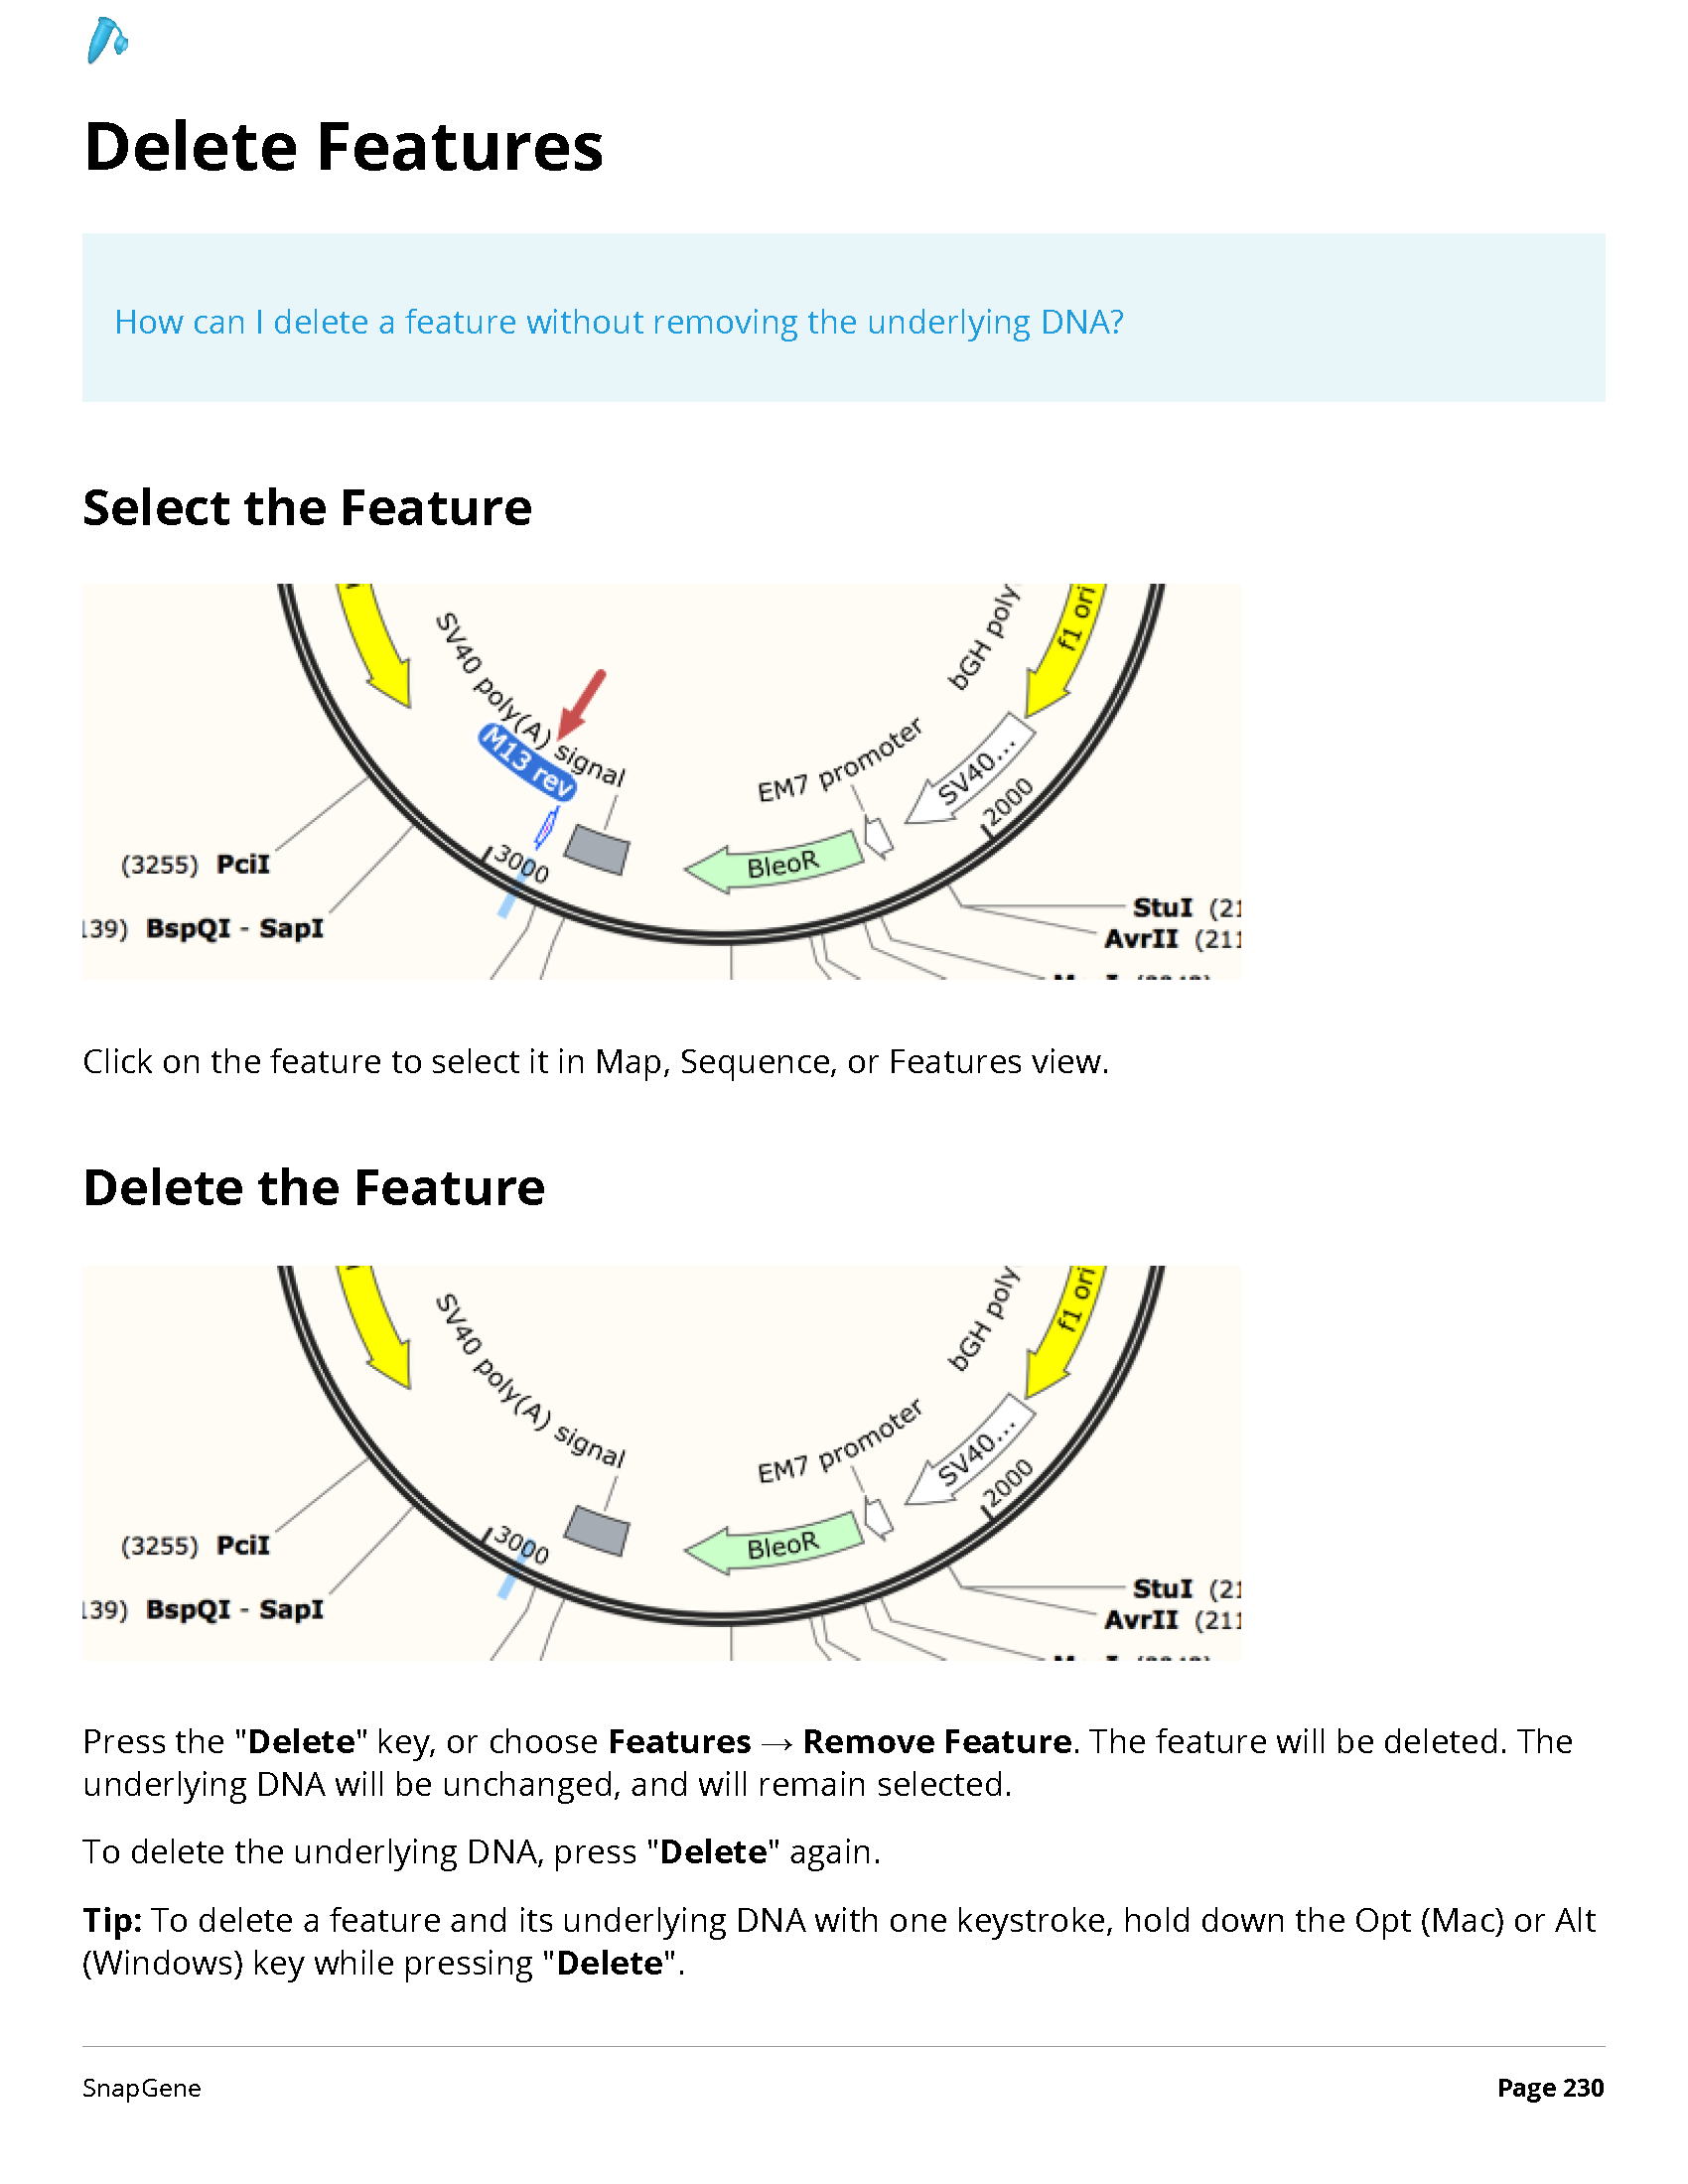 Delete Features
How can I delete a feature without removing the underlying DNA?
Select the Feature
SV40 poly(A) signal
M13 rev
bGH poly
f1 ori
EM7 promoter
SV40...
2000
BleoR
3000
(3255) PciI
139) BspQI - SapI
StuI (21
AvrII (211
Click on the feature to select it in Map, Sequence, or Features view.
Delete the Feature
SV40 poly(A) signal
bGH poly
f1 ori
EM7 promoter
SV40...
2000
BleoR
3000
(3255) PciI
139) BspQI - SapI
StuI (21
AvrII (211
Press the "Delete" key, or choose Features → Remove Feature. The feature will be deleted. The
underlying DNA will be unchanged, and will remain selected.
To delete the underlying DNA, press "Delete" again.
Tip: To delete a feature and its underlying DNA with one keystroke, hold down the Opt (Mac) or Alt
(Windows) key while pressing "Delete".
SnapGene
Page 230